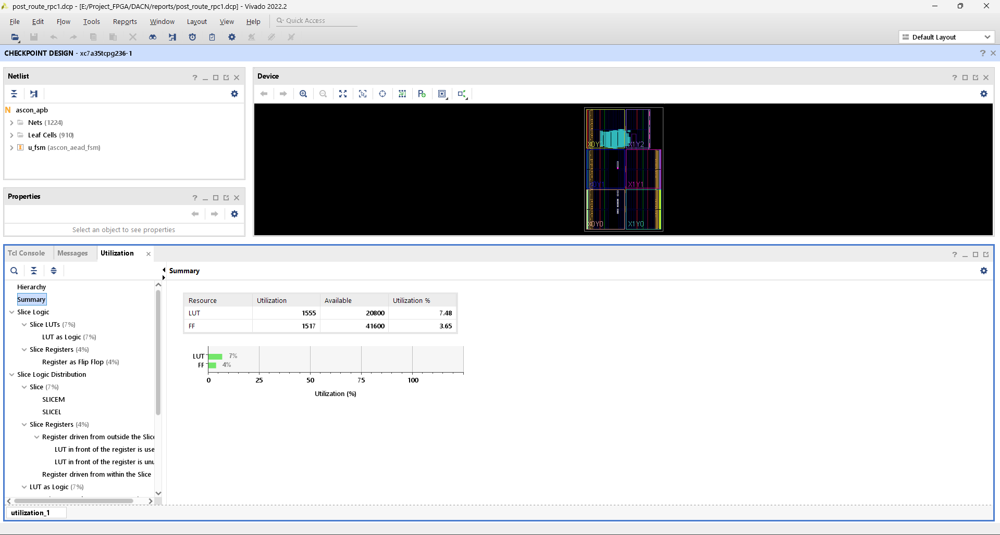 post_route_rpc1.dcp - [E:/Project_FPGA/DACN/reports/post_route_rpc1.dcp] - Vivado 2022.2
File Edit Flow Tools Reports Window Layout View Help Quick Access
Default Layout
CHECKPOINT DESIGN - xc7a35tcpg236-1
Netlist
ascon_apb
Nets (1224)
Leaf Cells (910)
u_fsm (ascon_aead_fsm)
Properties
Select an object to see properties
Device
X0Y2 X1Y2
X0Y1 X1Y1
X0Y0 X1Y0
Tcl Console Messages Utilization
Hierarchy
Summary
Slice Logic
Slice LUTs (7%)
LUT as Logic (7%)
Slice Registers (4%)
Register as Flip Flop (4%)
Slice Logic Distribution
Slice (7%)
SLICEM
SLICEL
Slice Registers (4%)
Register driven from outside the Slice
LUT in front of the register is use
LUT in front of the register is unu
Register driven from within the Slice
LUT as Logic (7%)
Summary
Resource Utilization Available Utilization %
LUT 1555 20800 7.48
FF 1517 41600 3.65
LUT 7%
FF 4%
0 25 50 75 100
Utilization (%)
utilization_1